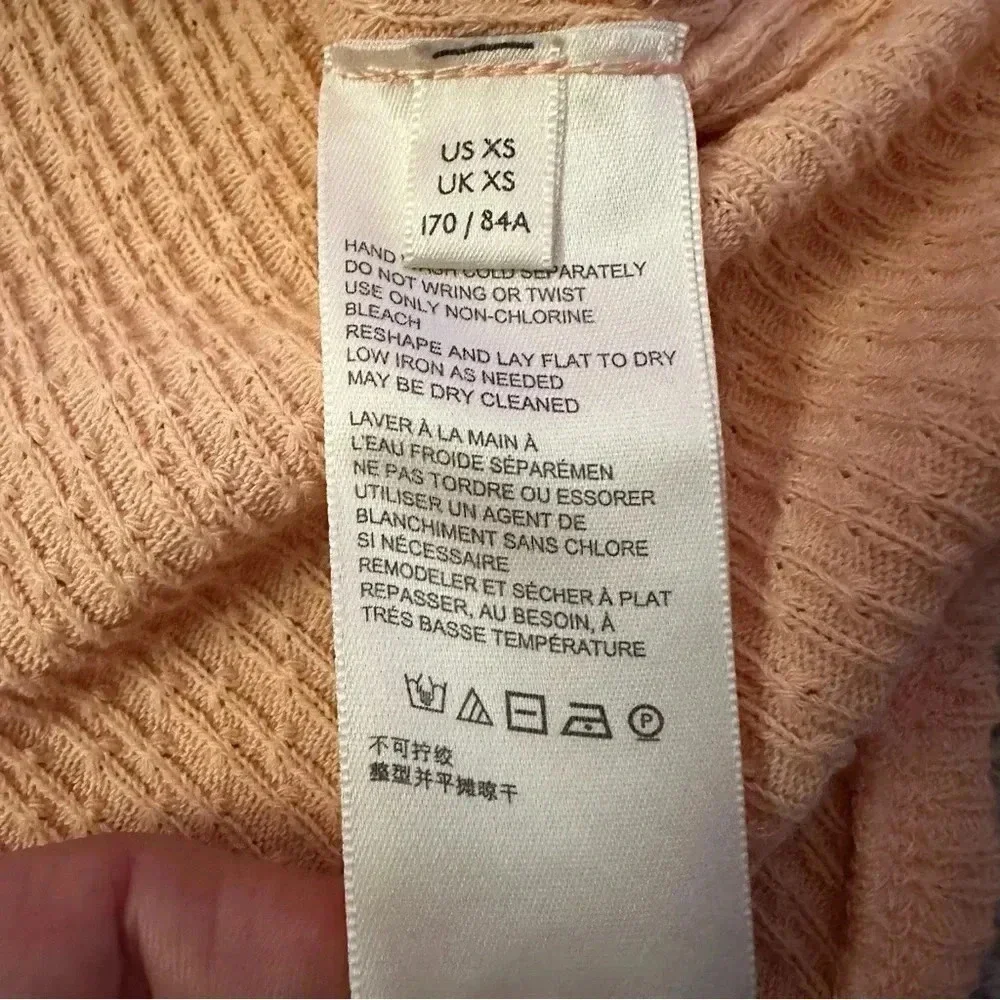 US XS
UK XS
170 / 84A
HAND WASH COLD SEPARATELY
DO NOT WRING OR TWIST
USE ONLY NON-CHLORINE
BLEACH
RESHAPE AND LAY FLAT TO DRY
LOW IRON AS NEEDED
MAY BE DRY CLEANED
LAVER À LA MAIN À
L'EAU FROIDE SÉPARÉMEN
NE PAS TORDRE OU ESSORER
UTILISER UN AGENT DE
BLANCHIMENT SANS CHLORE
SI NÉCESSAIRE
REMODELER ET SÉCHER À PLAT
REPASSER, AU BESOIN, À
TRÉS BASSE TEMPÉRATURE
P
不可拧绞
整型并平摊晾干